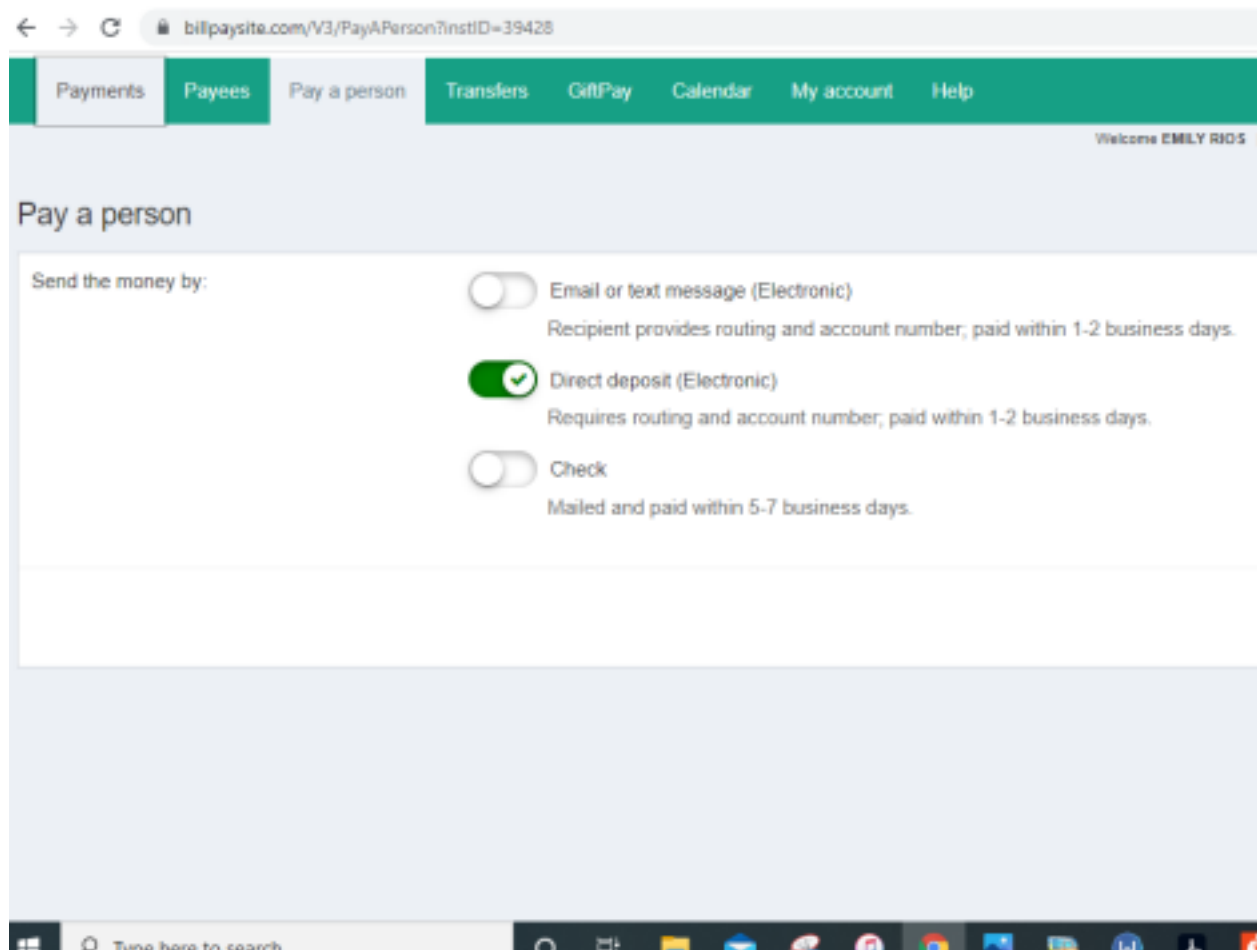 billpaysite.com/V3/PayAPerson?instID=39428
Payments Payees Pay a person Transfers GiftPay Calendar My account Help
Welcome EMILY RIOS
Pay a person
Send the money by:
Email or text message (Electronic)
Recipient provides routing and account number; paid within 1-2 business days.
Direct deposit (Electronic)
Requires routing and account number; paid within 1-2 business days.
Check
Mailed and paid within 5-7 business days.
Type here to search